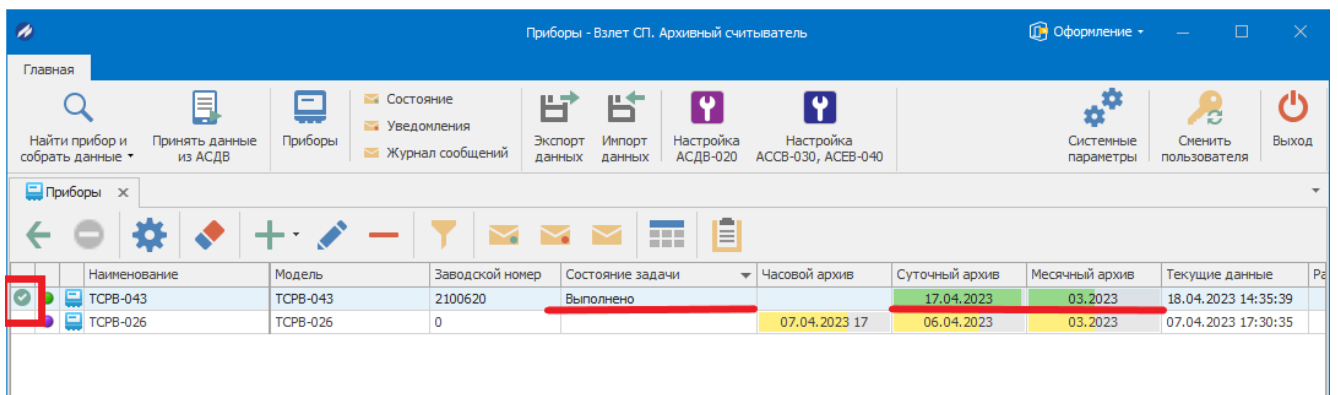 Приборы - Взлет СП. Архивный считыватель
Оформление
Главная
Найти прибор и собрать данные
Принять данные из АСДВ
Приборы
Состояние
Уведомления
Журнал сообщений
Экспорт данных
Импорт данных
Настройка АСДВ-020
Настройка АССВ-030, АСЕВ-040
Системные параметры
Сменить пользователя
Выход
Приборы
Наименование Модель Заводской номер Состояние задачи Часовой архив Суточный архив Месячный архив Текущие данные Ра
ТСРВ-043 ТСРВ-043 2100620 Выполнено 17.04.2023 03.2023 18.04.2023 14:35:39
ТСРВ-026 ТСРВ-026 0 07.04.2023 17 06.04.2023 03.2023 07.04.2023 17:30:35